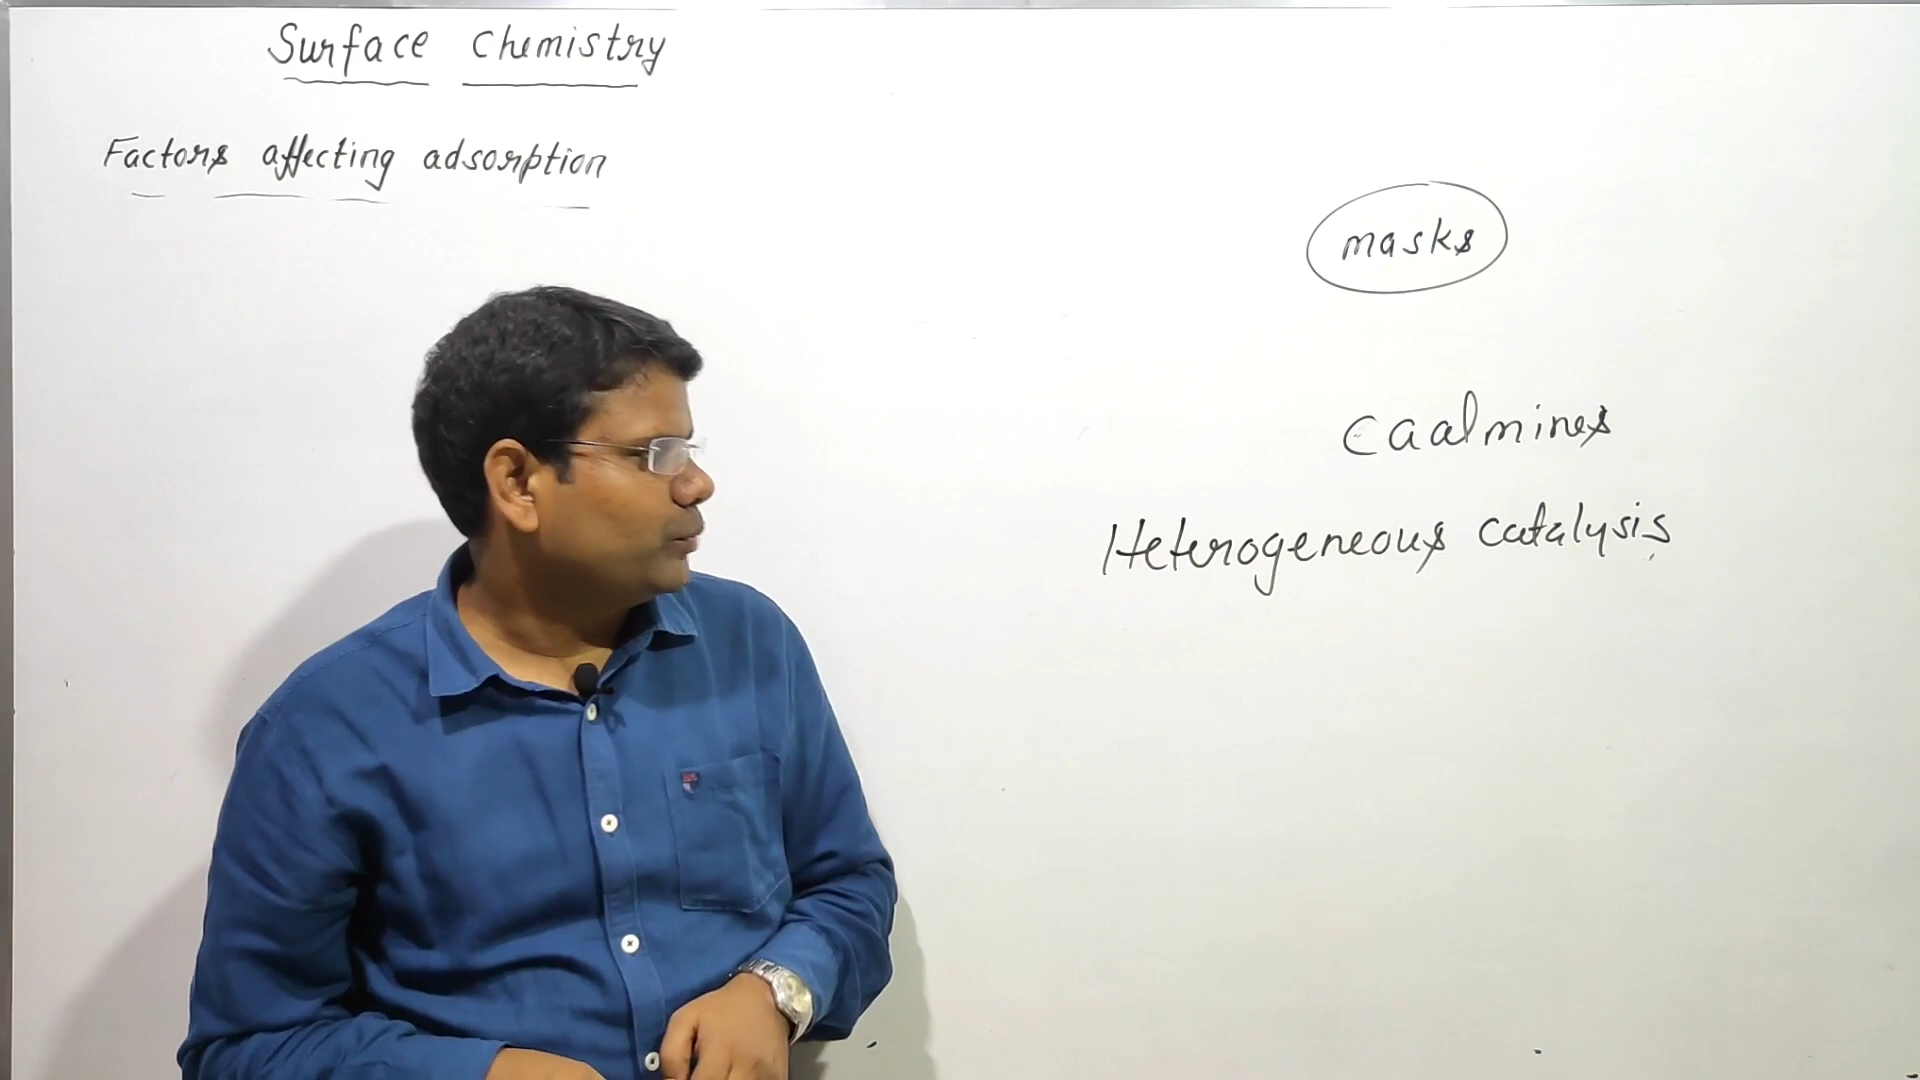 Surface Chemistry
Factors affecting adsorption
masks
caalmines
Heterogeneous catalysis